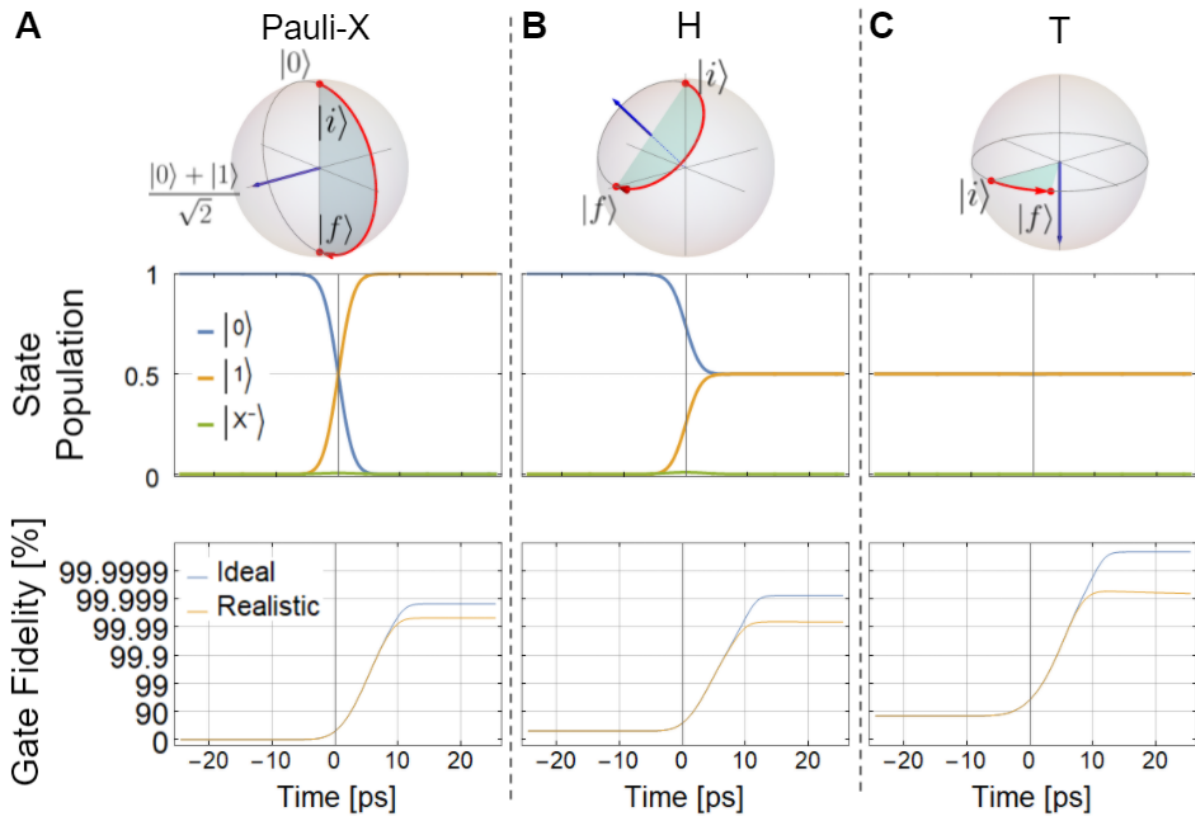 A
Pauli-X
B
H
C
T
|0⟩
|i⟩
|0⟩ + |1⟩
√2
|f⟩
|i⟩
|f⟩
|i⟩
|f⟩
State Population
1
0.5
0
|0⟩
|1⟩
|X⁻⟩
Gate Fidelity [%]
99.9999
99.999
99.99
99.9
99
90
0
Ideal
Realistic
−20 −10 0 10 20
−20 −10 0 10 20
−20 −10 0 10 20
Time [ps]
Time [ps]
Time [ps]